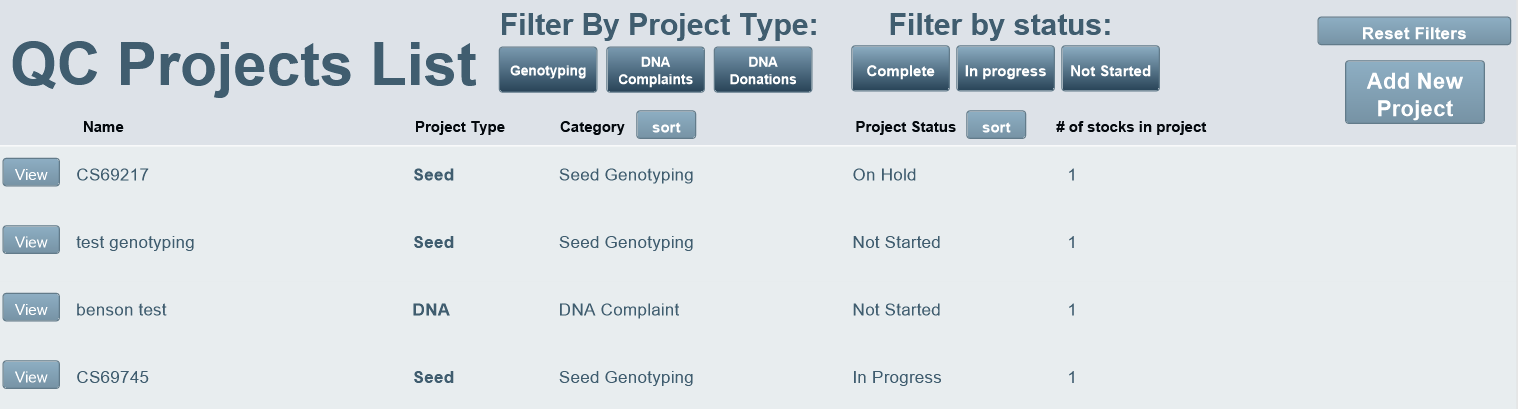 QC Projects List
Filter By Project Type:
Genotyping
DNA
Complaints
DNA
Donations
Filter by status:
Complete
In progress
Not Started
Reset Filters
Add New
Project
Name Project Type Category sort Project Status sort # of stocks in project
View CS69217 Seed Seed Genotyping On Hold 1
View test genotyping Seed Seed Genotyping Not Started 1
View benson test DNA DNA Complaint Not Started 1
View CS69745 Seed Seed Genotyping In Progress 1